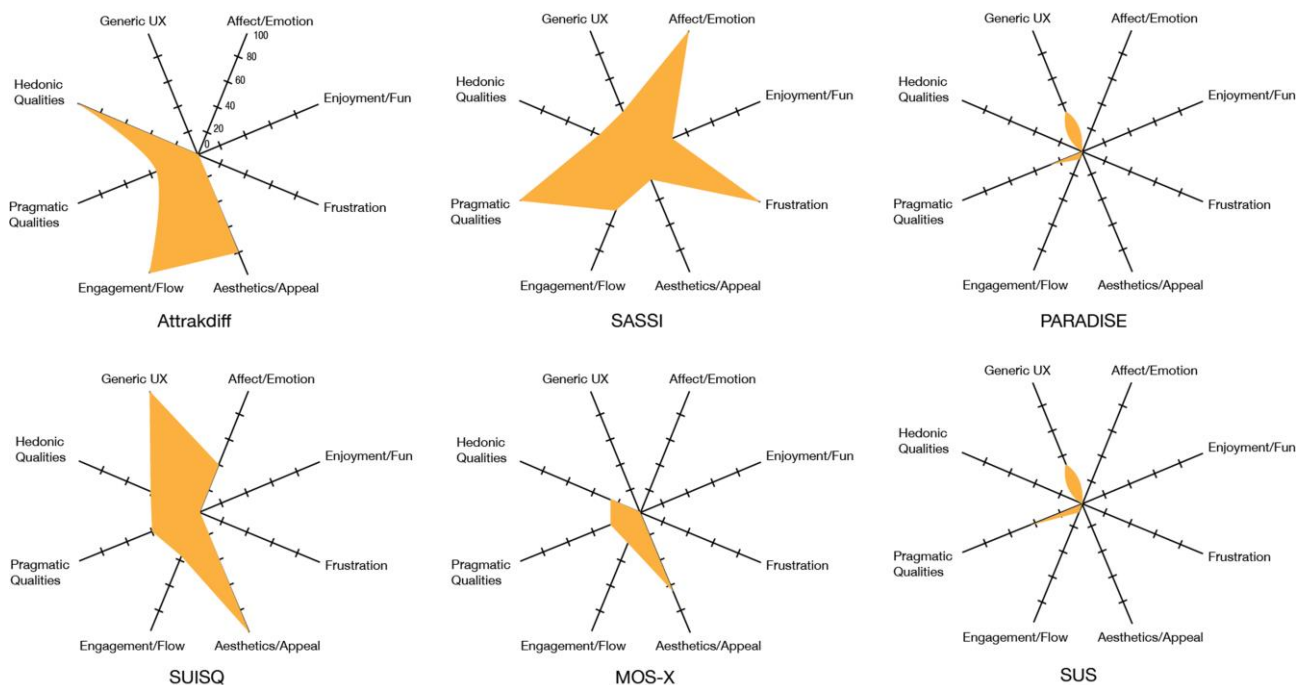 Generic UX
Affect/Emotion
100
80
60
40
20
0
Hedonic
Qualities
Enjoyment/Fun
Pragmatic
Qualities
Frustration
Engagement/Flow
Aesthetics/Appeal
Attrakdiff
Generic UX
Affect/Emotion
Hedonic
Qualities
Enjoyment/Fun
Pragmatic
Qualities
Frustration
Engagement/Flow
Aesthetics/Appeal
SASSI
Generic UX
Affect/Emotion
Hedonic
Qualities
Enjoyment/Fun
Pragmatic
Qualities
Frustration
Engagement/Flow
Aesthetics/Appeal
PARADISE
Generic UX
Affect/Emotion
Hedonic
Qualities
Enjoyment/Fun
Pragmatic
Qualities
Frustration
Engagement/Flow
Aesthetics/Appeal
SUISQ
Generic UX
Affect/Emotion
Hedonic
Qualities
Enjoyment/Fun
Pragmatic
Qualities
Frustration
Engagement/Flow
Aesthetics/Appeal
MOS-X
Generic UX
Affect/Emotion
Hedonic
Qualities
Enjoyment/Fun
Pragmatic
Qualities
Frustration
Engagement/Flow
Aesthetics/Appeal
SUS